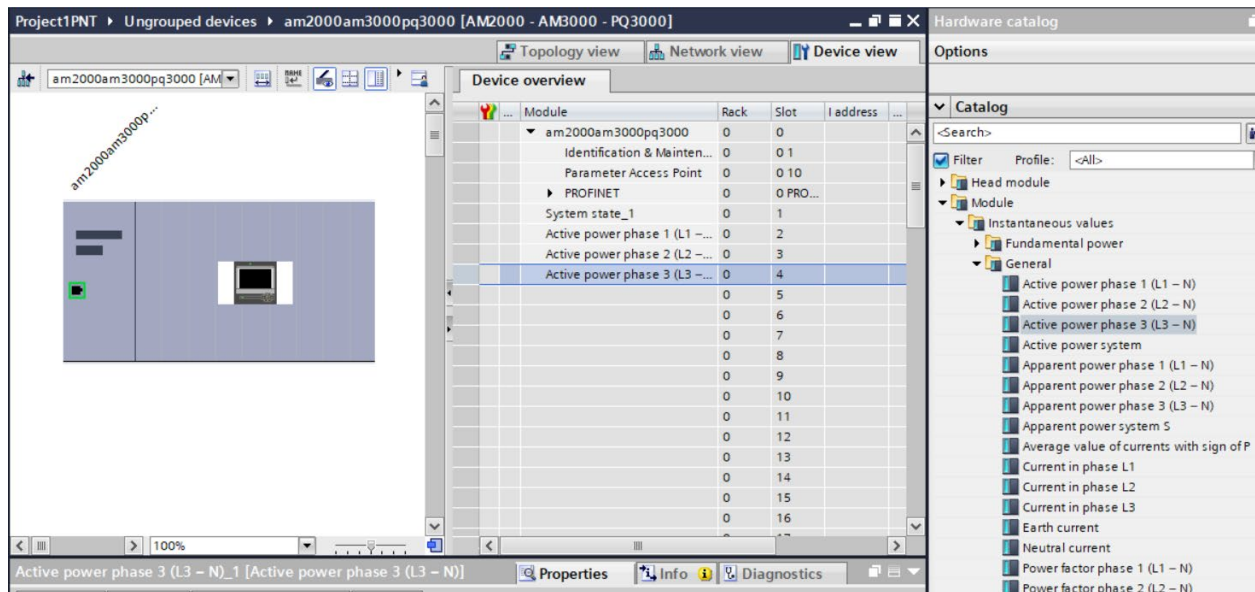 Project1PNT ▸ Ungrouped devices ▸ am2000am3000pq3000 [AM2000 - AM3000 - PQ3000]
Topology view
Network view
Device view
am2000am3000pq3000 [AM
100%
am2000am3000p...
Device overview
... Module Rack Slot I address ...
am2000am3000pq3000 0 0
Identification & Mainten... 0 0 1
Parameter Access Point 0 0 10
PROFINET 0 0 PRO...
System state_1 0 1
Active power phase 1 (L1 –... 0 2
Active power phase 2 (L2 –... 0 3
Active power phase 3 (L3 –... 0 4
0 5
0 6
0 7
0 8
0 9
0 10
0 11
0 12
0 13
0 14
0 15
0 16
Active power phase 3 (L3 – N)_1 [Active power phase 3 (L3 – N)]
Properties
Info
Diagnostics
Hardware catalog
Options
Catalog
<Search>
Filter Profile: <All>
Head module
Module
Instantaneous values
Fundamental power
General
Active power phase 1 (L1 – N)
Active power phase 2 (L2 – N)
Active power phase 3 (L3 – N)
Active power system
Apparent power phase 1 (L1 – N)
Apparent power phase 2 (L2 – N)
Apparent power phase 3 (L3 – N)
Apparent power system S
Average value of currents with sign of P
Current in phase L1
Current in phase L2
Current in phase L3
Earth current
Neutral current
Power factor phase 1 (L1 – N)
Power factor phase 2 (L2 – N)